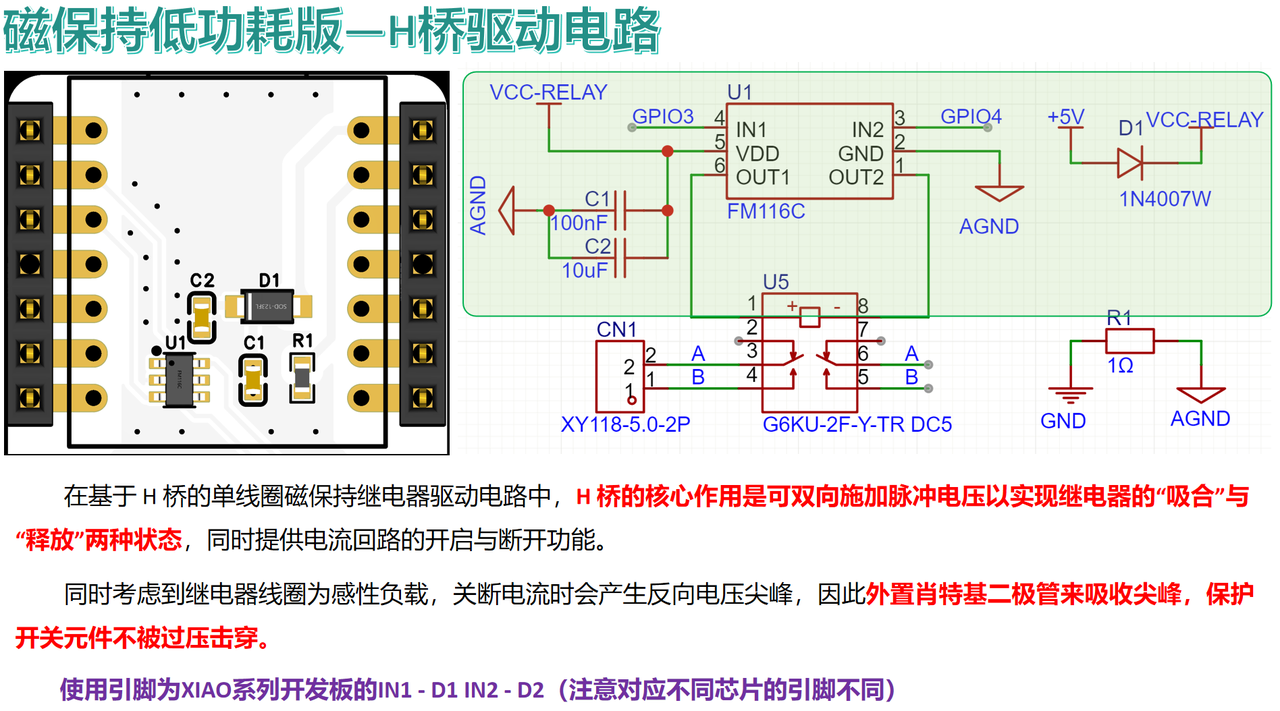 磁保持低功耗版—H桥驱动电路
C2
D1
SOD-123FL
U1
C1
R1
VCC-RELAY
U1
GPIO3
4
IN1
IN2
3
GPIO4
5
VDD
GND
2
6
OUT1
OUT2
1
FM116C
AGND
C1
100nF
C2
10uF
AGND
+5V
D1
VCC-RELAY
1N4007W
U5
1
+
-
8
2
7
CN1
3
6
2
2
A
A
4
5
1
1
B
B
XY118-5.0-2P
G6KU-2F-Y-TR DC5
R1
1Ω
GND
AGND
在基于 H 桥的单线圈磁保持继电器驱动电路中，H 桥的核心作用是可双向施加脉冲电压以实现继电器的“吸合”与
“释放”两种状态，同时提供电流回路的开启与断开功能。
同时考虑到继电器线圈为感性负载，关断电流时会产生反向电压尖峰，因此外置肖特基二极管来吸收尖峰，保护
开关元件不被过压击穿。
使用引脚为XIAO系列开发板的IN1 - D1 IN2 - D2（注意对应不同芯片的引脚不同）